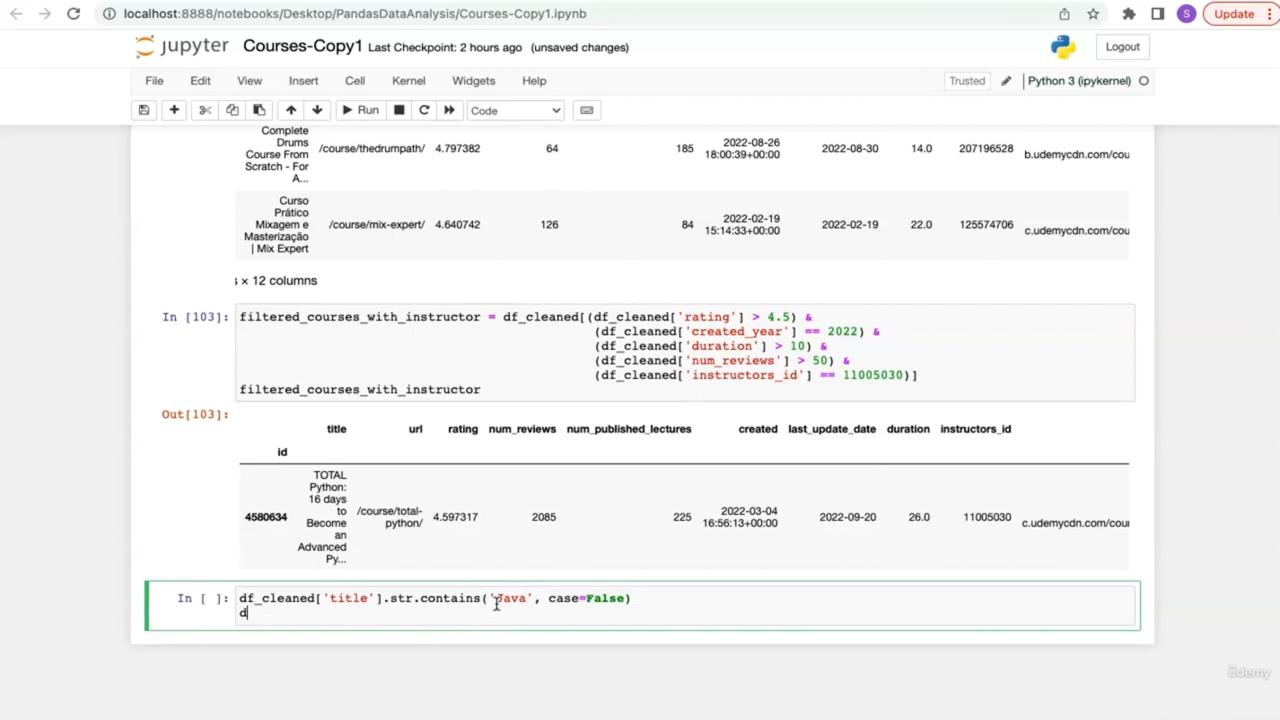 localhost:8888/notebooks/Desktop/PandasDataAnalysis/Courses-Copy1.ipynb
S
Update
jupyter Courses-Copy1 Last Checkpoint: 2 hours ago (unsaved changes)
Logout
File Edit View Insert Cell Kernel Widgets Help
Trusted
Python 3 (ipykernel)
Run
Code
Complete
Drums
Course From
Scratch - For
A...
/course/thedrumpath/ 4.797382 64 185
2022-08-26
18:00:39+00:00
2022-08-30 14.0 207196528
b.udemycdn.com/cou
Curso
Prático
Mixagem e
Masterização
| Mix Expert
/course/mix-expert/ 4.640742 126 84
2022-02-19
15:14:33+00:00
2022-02-19 22.0 125574706
c.udemycdn.com/cou
× 12 columns
In [103]:
filtered_courses_with_instructor = df_cleaned[(df_cleaned['rating'] > 4.5) &
(df_cleaned['created_year'] == 2022) &
(df_cleaned['duration'] > 10) &
(df_cleaned['num_reviews'] > 50) &
(df_cleaned['instructors_id'] == 11005030)]
filtered_courses_with_instructor
Out[103]:
title url rating num_reviews num_published_lectures created last_update_date duration instructors_id
id
4580634
TOTAL
Python:
16 days
to
Become
an
Advanced
Py...
/course/total-
python/
4.597317 2085 225
2022-03-04
16:56:13+00:00
2022-09-20 26.0 11005030
c.udemycdn.com/cour
In [ ]:
df_cleaned['title'].str.contains('Java', case=False)
d
ûdemy